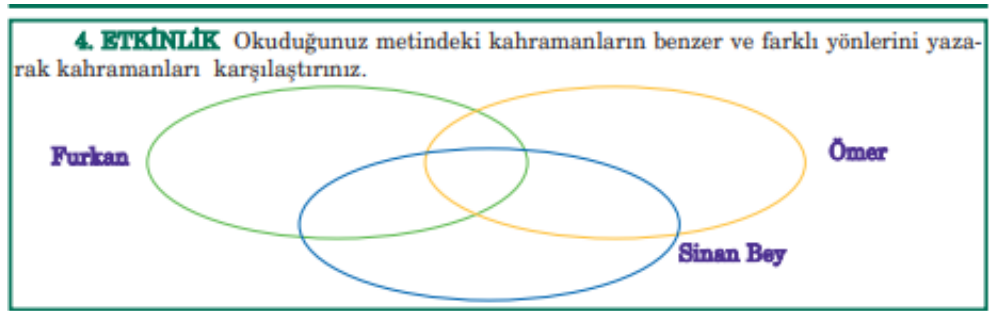 4. ETKİNLİK Okuduğunuz metindeki kahramanların benzer ve farklı yönlerini yaza-
rak kahramanları karşılaştırınız.
Furkan
Ömer
Sinan Bey